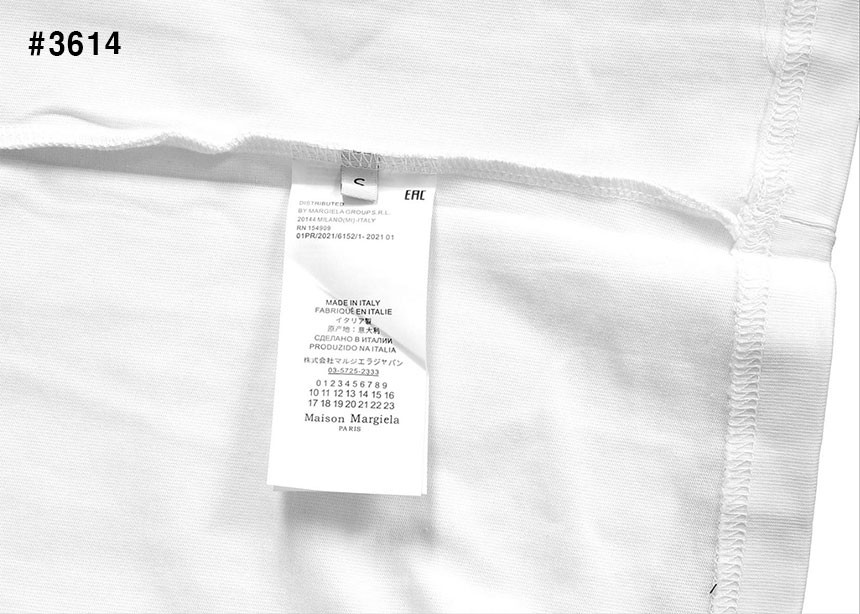 #3614
EAC
DISTRIBUTED
BY MARGIELA GROUP S.R.L.
20144 MILANO(MI)-ITALY
RN 154909
01PR/2021/6152/1- 2021 01
MADE IN ITALY
FABRIQUÉ EN ITALIE
イタリア製
原产地：意大利
СДЕЛАНО В ИТАЛИИ
PRODUZIDO NA ITALIA
株式会社マルジエラジャパン
03-5725-2333
0 1 2 3 4 5 6 7 8 9
10 11 12 13 14 15 16
17 18 19 20 21 22 23
Maison Margiela
PARIS